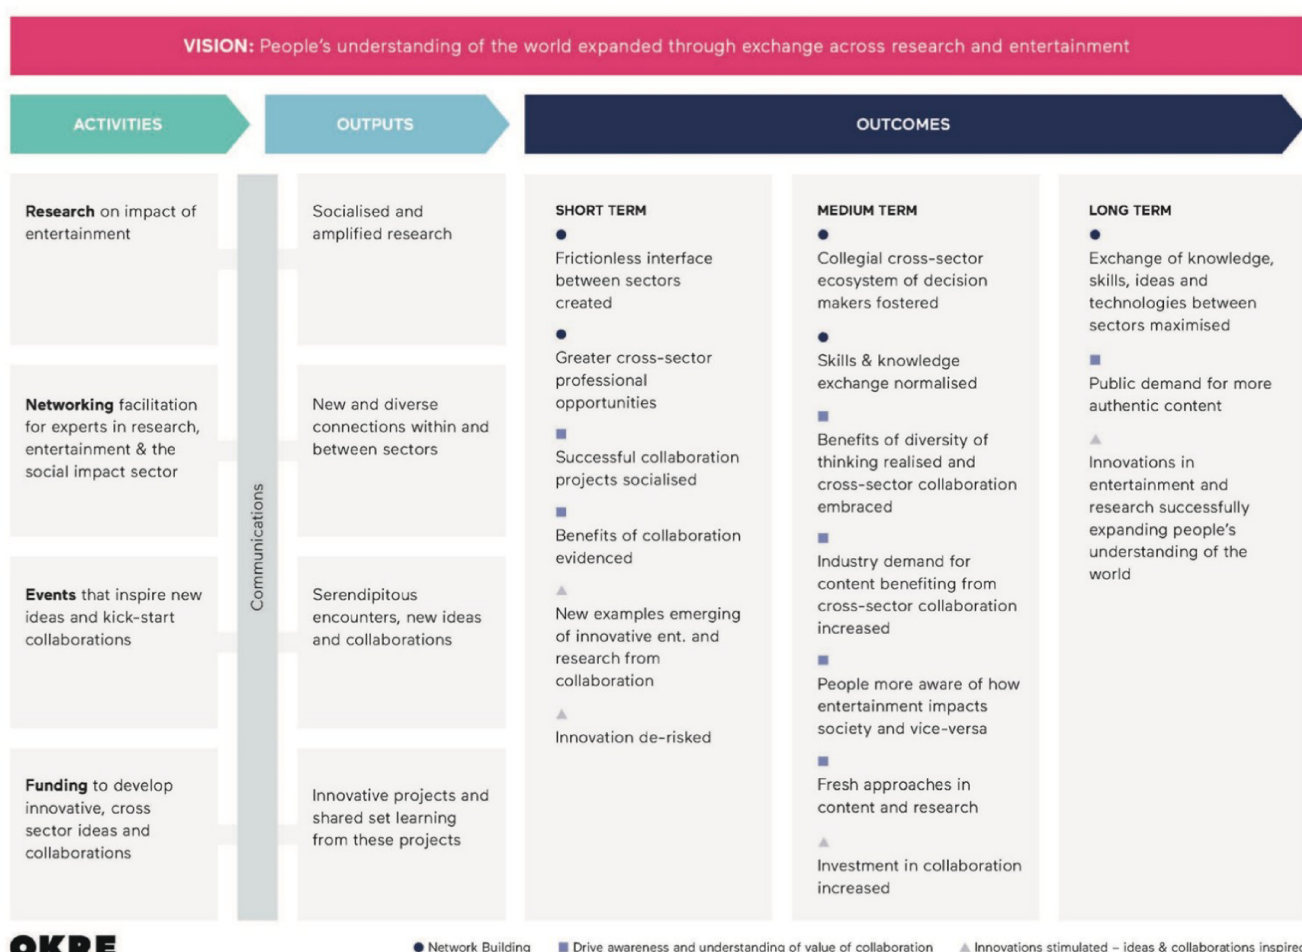 VISION: People's understanding of the world expanded through exchange across research and entertainment
ACTIVITIES
OUTPUTS
OUTCOMES
Research on impact of
entertainment
Networking facilitation
for experts in research,
entertainment & the
social impact sector
Events that inspire new
ideas and kick-start
collaborations
Funding to develop
innovative, cross
sector ideas and
collaborations
Communications
Socialised and
amplified research
New and diverse
connections within and
between sectors
Serendipitous
encounters, new ideas
and collaborations
Innovative projects and
shared set learning
from these projects
SHORT TERM
Frictionless interface
between sectors
created
Greater cross-sector
professional
opportunities
Successful collaboration
projects socialised
Benefits of collaboration
evidenced
New examples emerging
of innovative ent. and
research from
collaboration
Innovation de-risked
MEDIUM TERM
Collegial cross-sector
ecosystem of decision
makers fostered
Skills & knowledge
exchange normalised
Benefits of diversity of
thinking realised and
cross-sector collaboration
embraced
Industry demand for
content benefiting from
cross-sector collaboration
increased
People more aware of how
entertainment impacts
society and vice-versa
Fresh approaches in
content and research
Investment in collaboration
increased
LONG TERM
Exchange of knowledge,
skills, ideas and
technologies between
sectors maximised
Public demand for more
authentic content
Innovations in
entertainment and
research successfully
expanding people's
understanding of the
world
OKRE
Network Building
Drive awareness and understanding of value of collaboration
Innovations stimulated – ideas & collaborations inspired